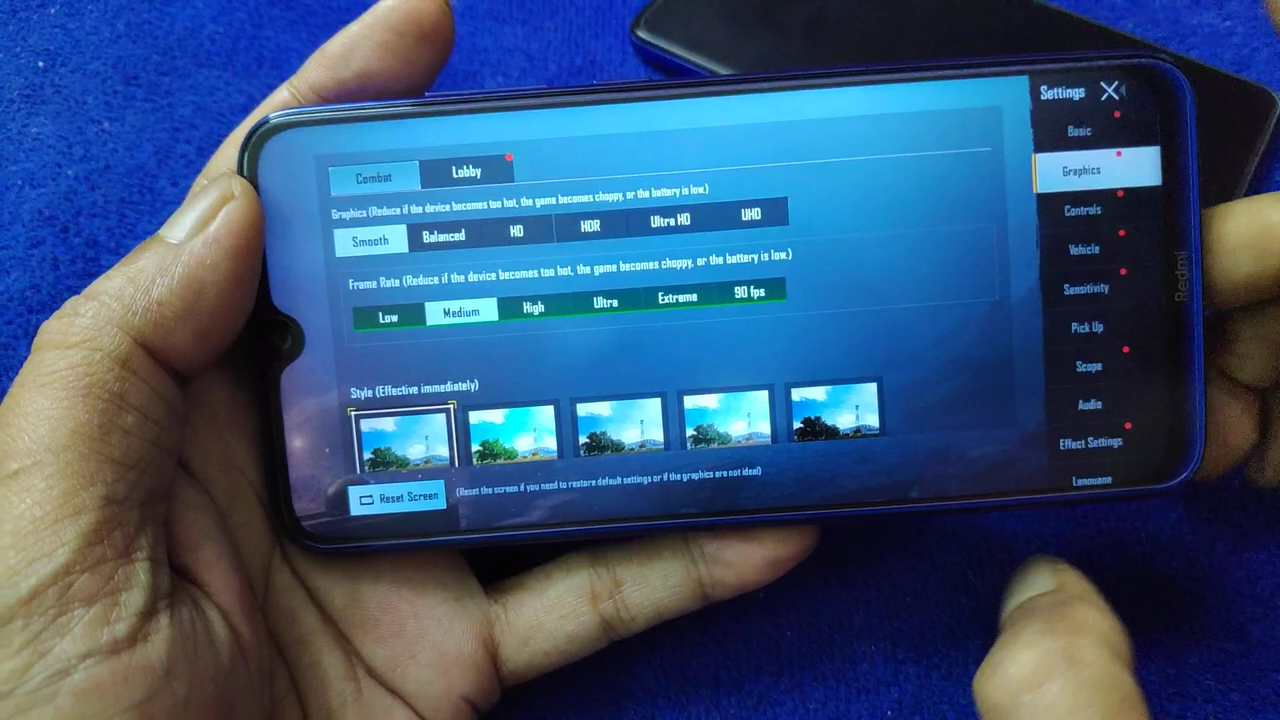 Settings
Combat Lobby
Graphics (Reduce if the device becomes too hot, the game becomes choppy, or the battery is low.)
Smooth Balanced HD HDR Ultra HD UHD
Frame Rate (Reduce if the device becomes too hot, the game becomes choppy, or the battery is low.)
Low Medium High Ultra Extreme 90 fps
Style (Effective immediately)
Reset Screen (Reset the screen if you need to restore default settings or if the graphics are not ideal)
Basic
Graphics
Controls
Vehicle
Sensitivity
Pick Up
Scope
Audio
Effect Settings
Language
Redmi